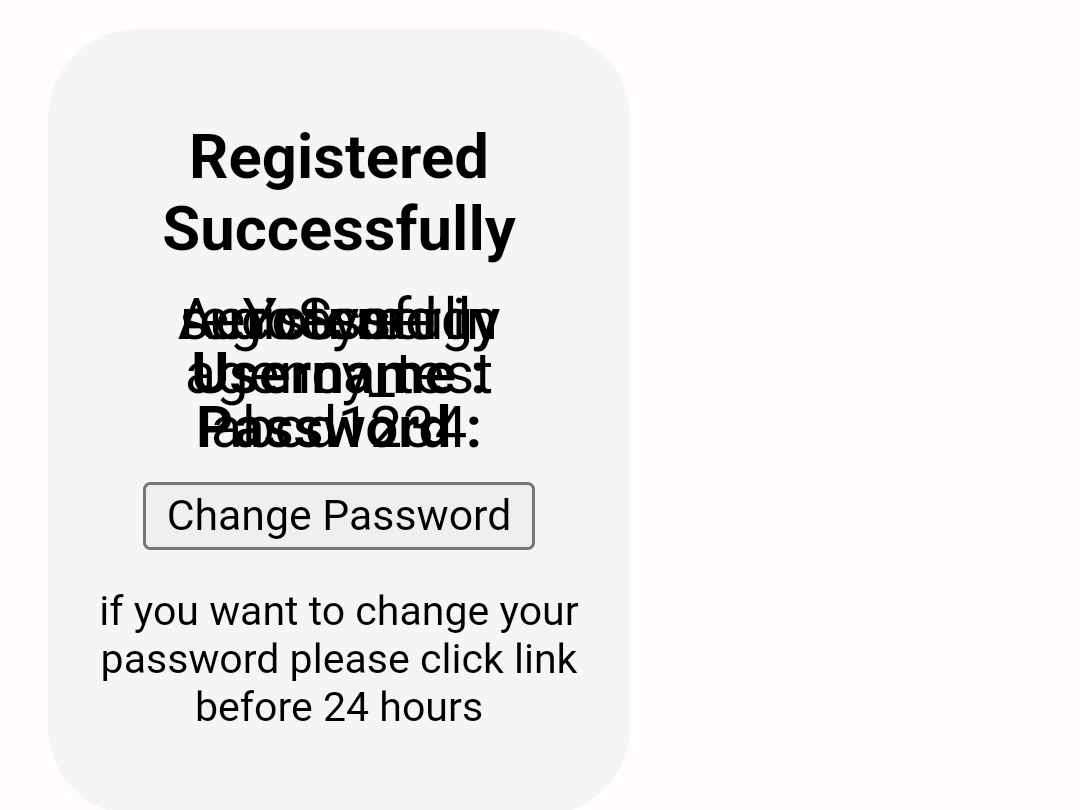 Registered
Successfully
Username :
Password :
Change Password
if you want to change your
password please click link
before 24 hours